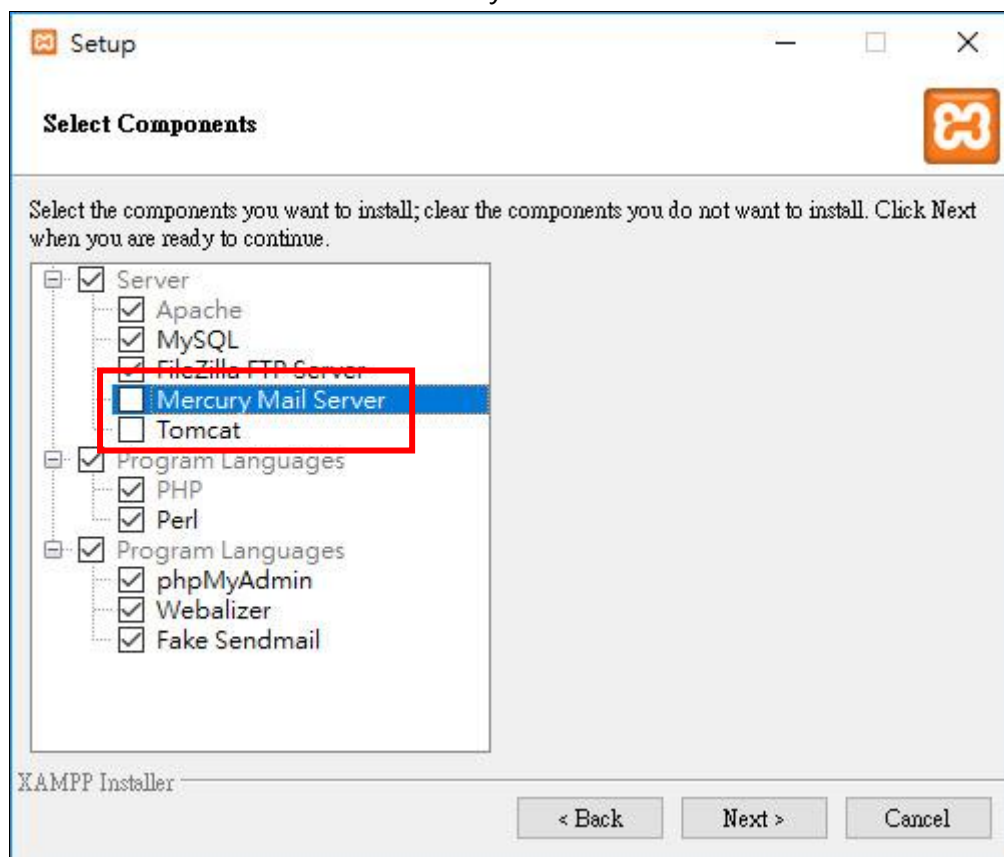 Setup
Select Components
Select the components you want to install; clear the components you do not want to install. Click Next
when you are ready to continue.
Server
Apache
MySQL
FileZilla FTP Server
Mercury Mail Server
Tomcat
Program Languages
PHP
Perl
Program Languages
phpMyAdmin
Webalizer
Fake Sendmail
XAMPP Installer
< Back Next > Cancel